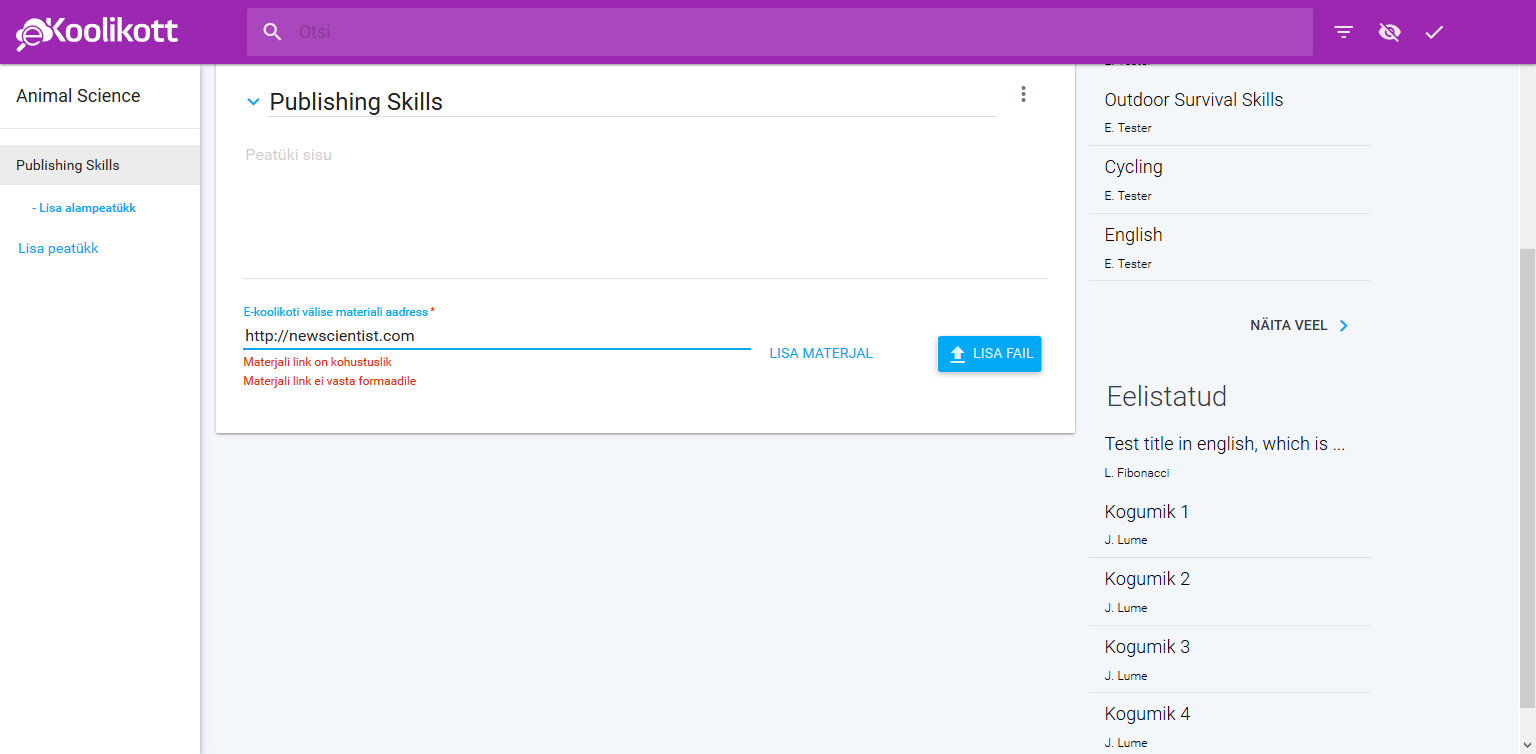 eKoolikott
Otsi
Animal Science
Publishing Skills
- Lisa alampeatükk
Lisa peatükk
Publishing Skills
Peatüki sisu
E-koolikoti välise materiali aadress *
http://newscientist.com
Materjali link on kohustuslik
Materjali link ei vasta formaadile
LISA MATERJAL
LISA FAIL
E. Tester
Outdoor Survival Skills
E. Tester
Cycling
E. Tester
English
E. Tester
NÄITA VEEL
Eelistatud
Test title in english, which is ...
L. Fibonacci
Kogumik 1
J. Lume
Kogumik 2
J. Lume
Kogumik 3
J. Lume
Kogumik 4
J. Lume